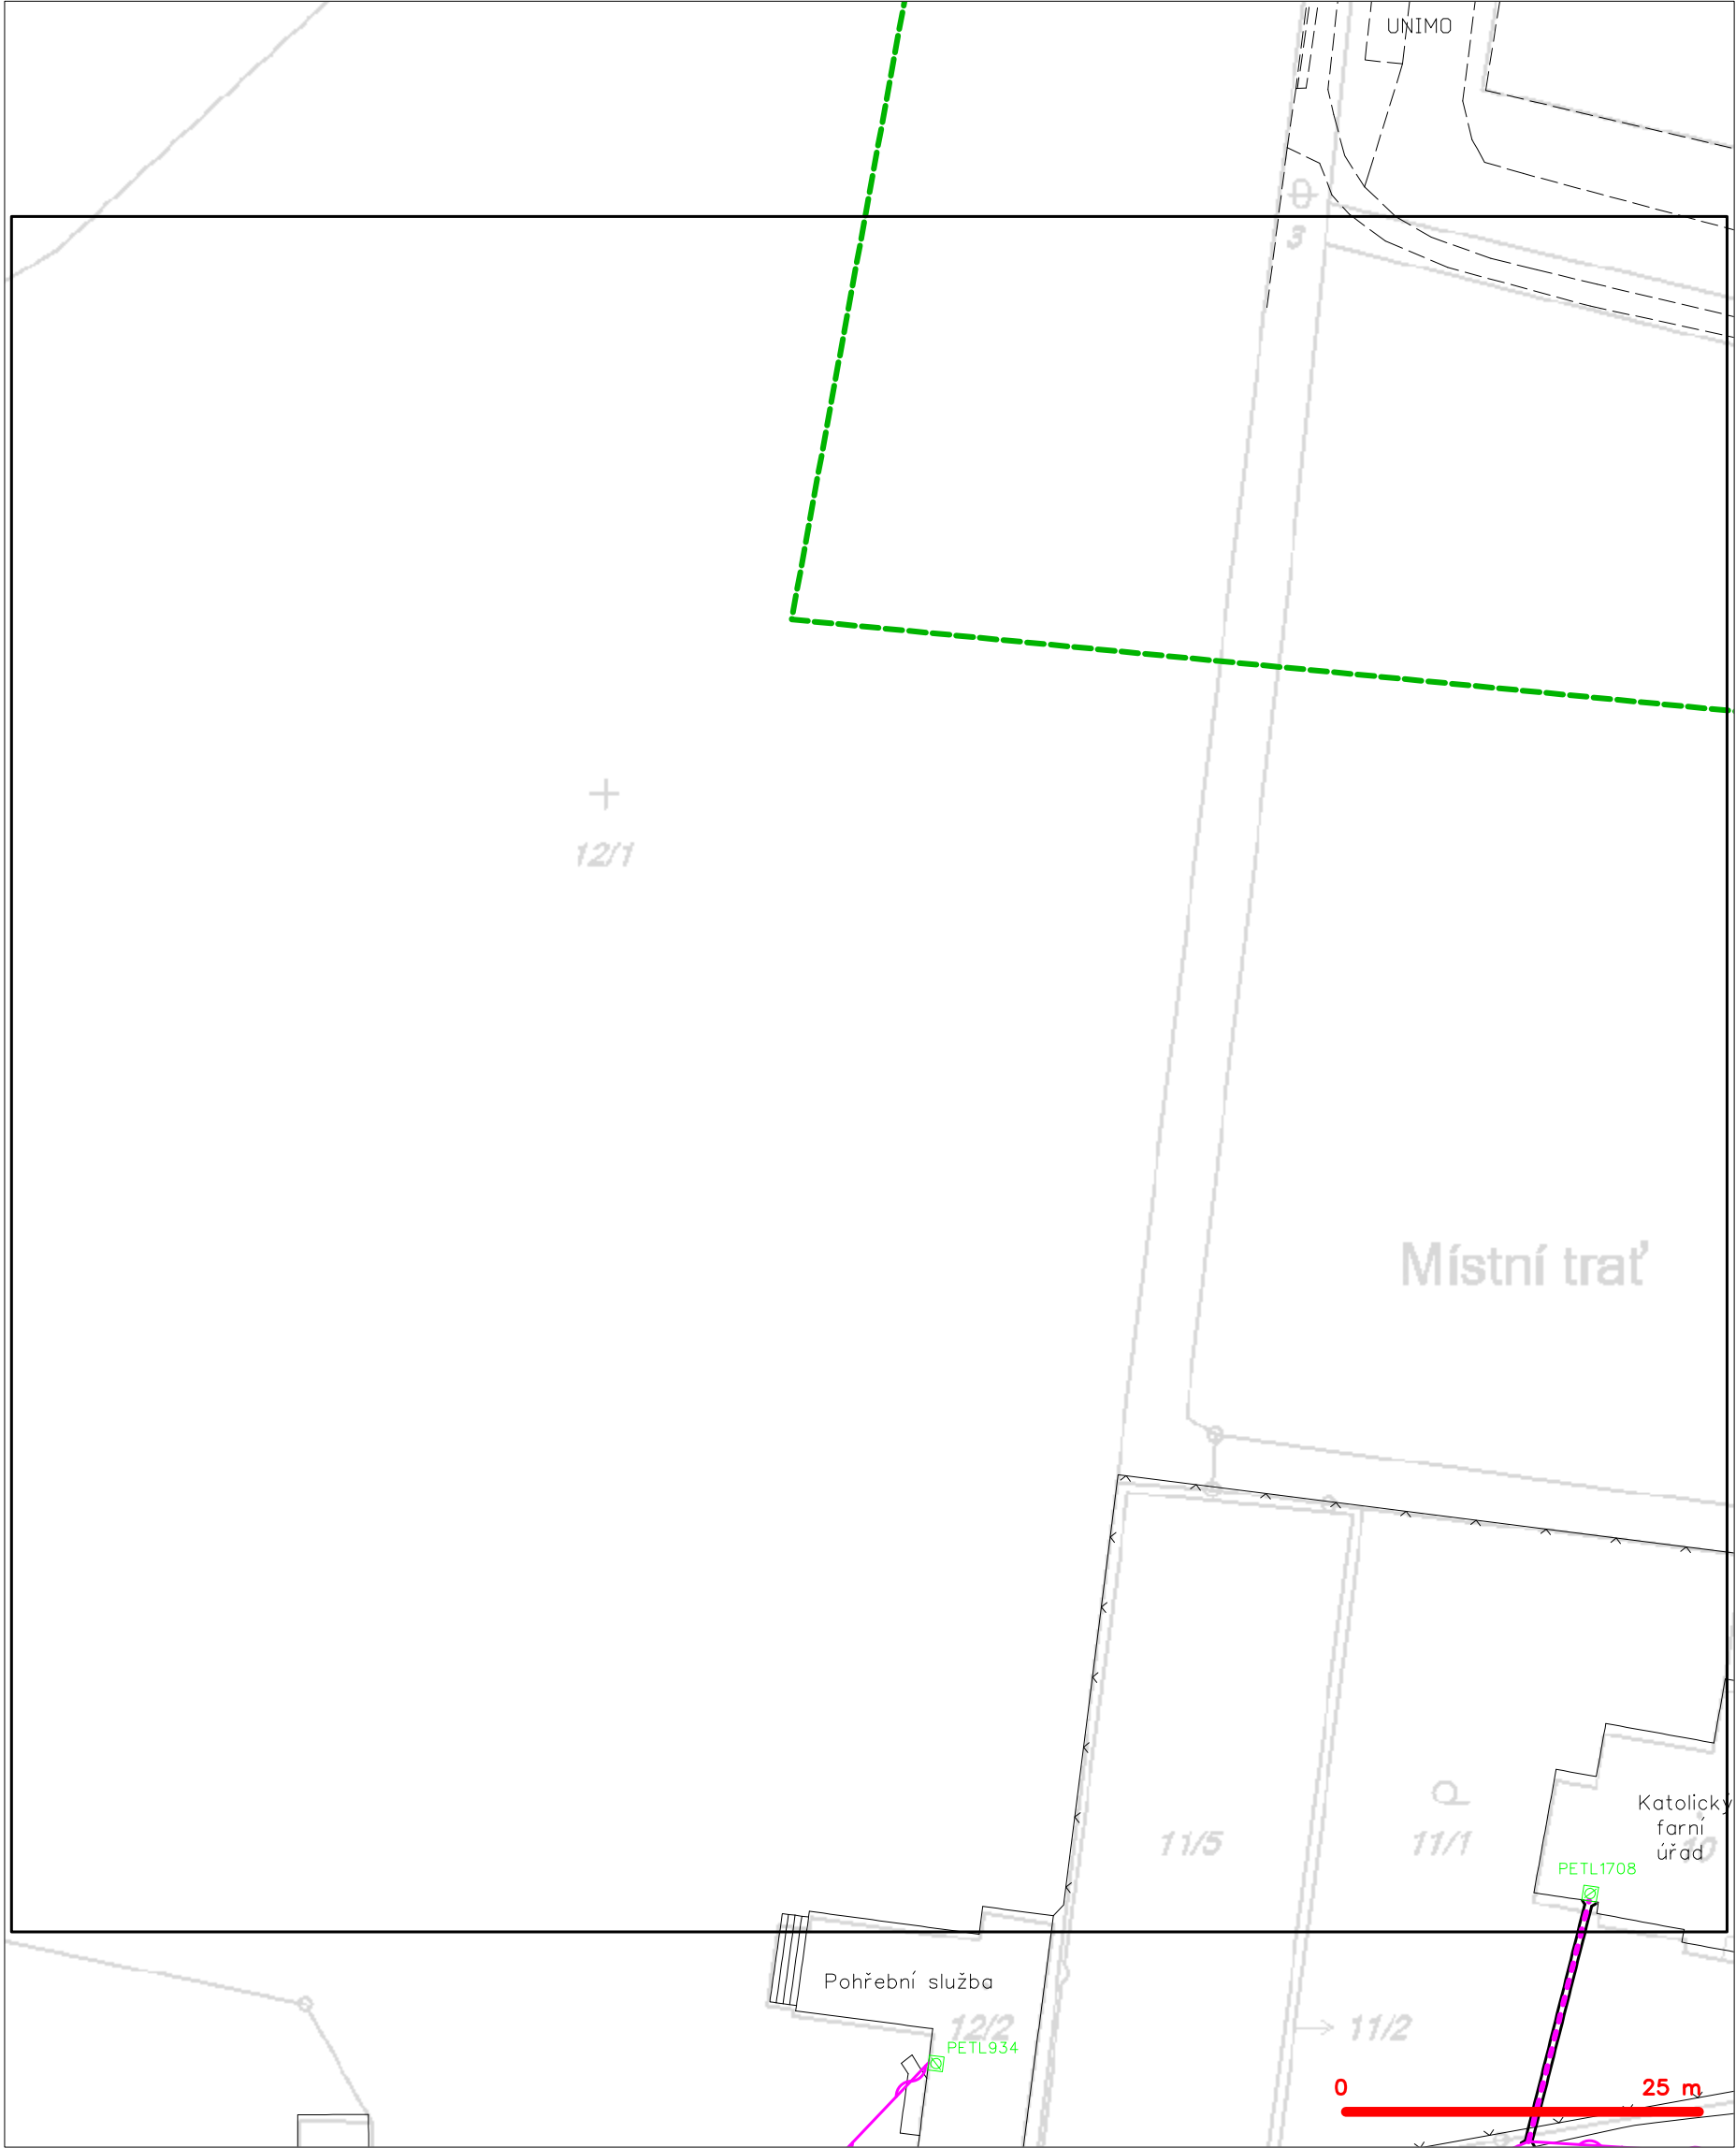 UNIMO
3
12/1
Místní trať
Katolický
farní
úřad
10
11/5
11/1
PETL1708
Pohřební služba
12/2
11/2
PETL934
0
25 m